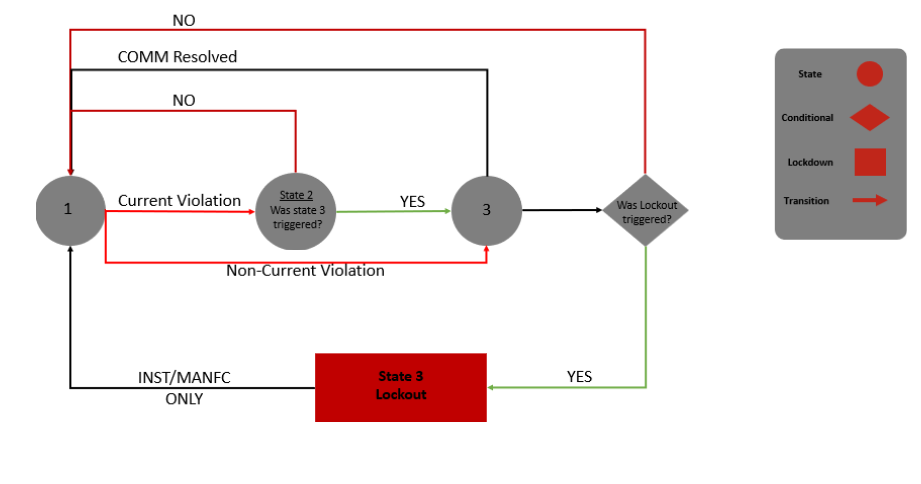 NO
COMM Resolved
NO
1
Current Violation
State 2
Was state 3
triggered?
YES
3
Was Lockout
triggered?
Non-Current Violation
INST/MANFC
ONLY
State 3
Lockout
YES
State
Conditional
Lockdown
Transition